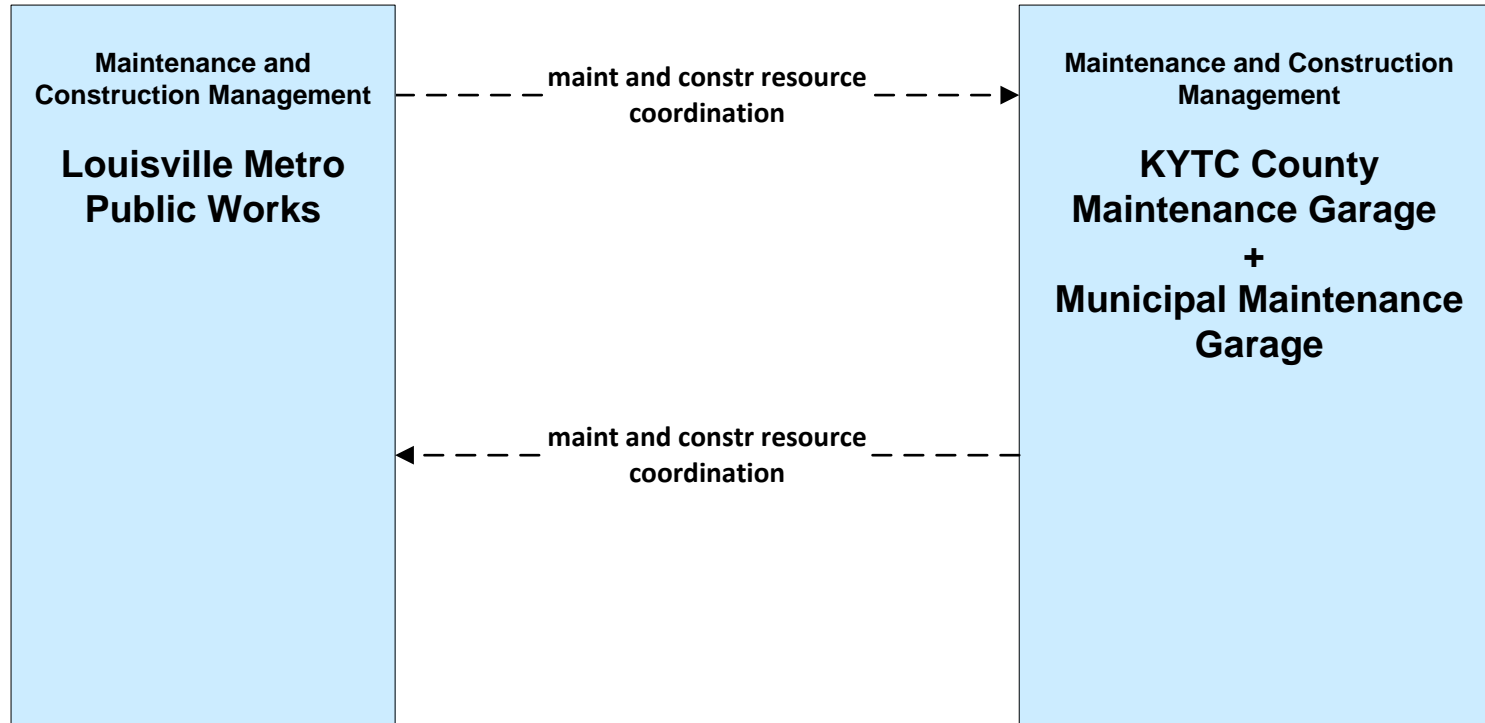 Maintenance and
Construction Management
Louisville Metro
Public Works
maint and constr resource
coordination
maint and constr resource
coordination
Maintenance and Construction
Management
KYTC County
Maintenance Garage
+
Municipal Maintenance
Garage